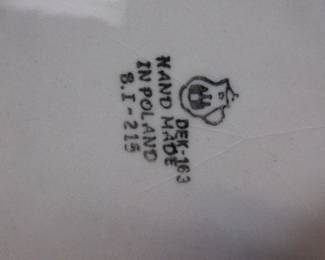 DEK-163
HAND MADE
IN POLAND
B.I-215